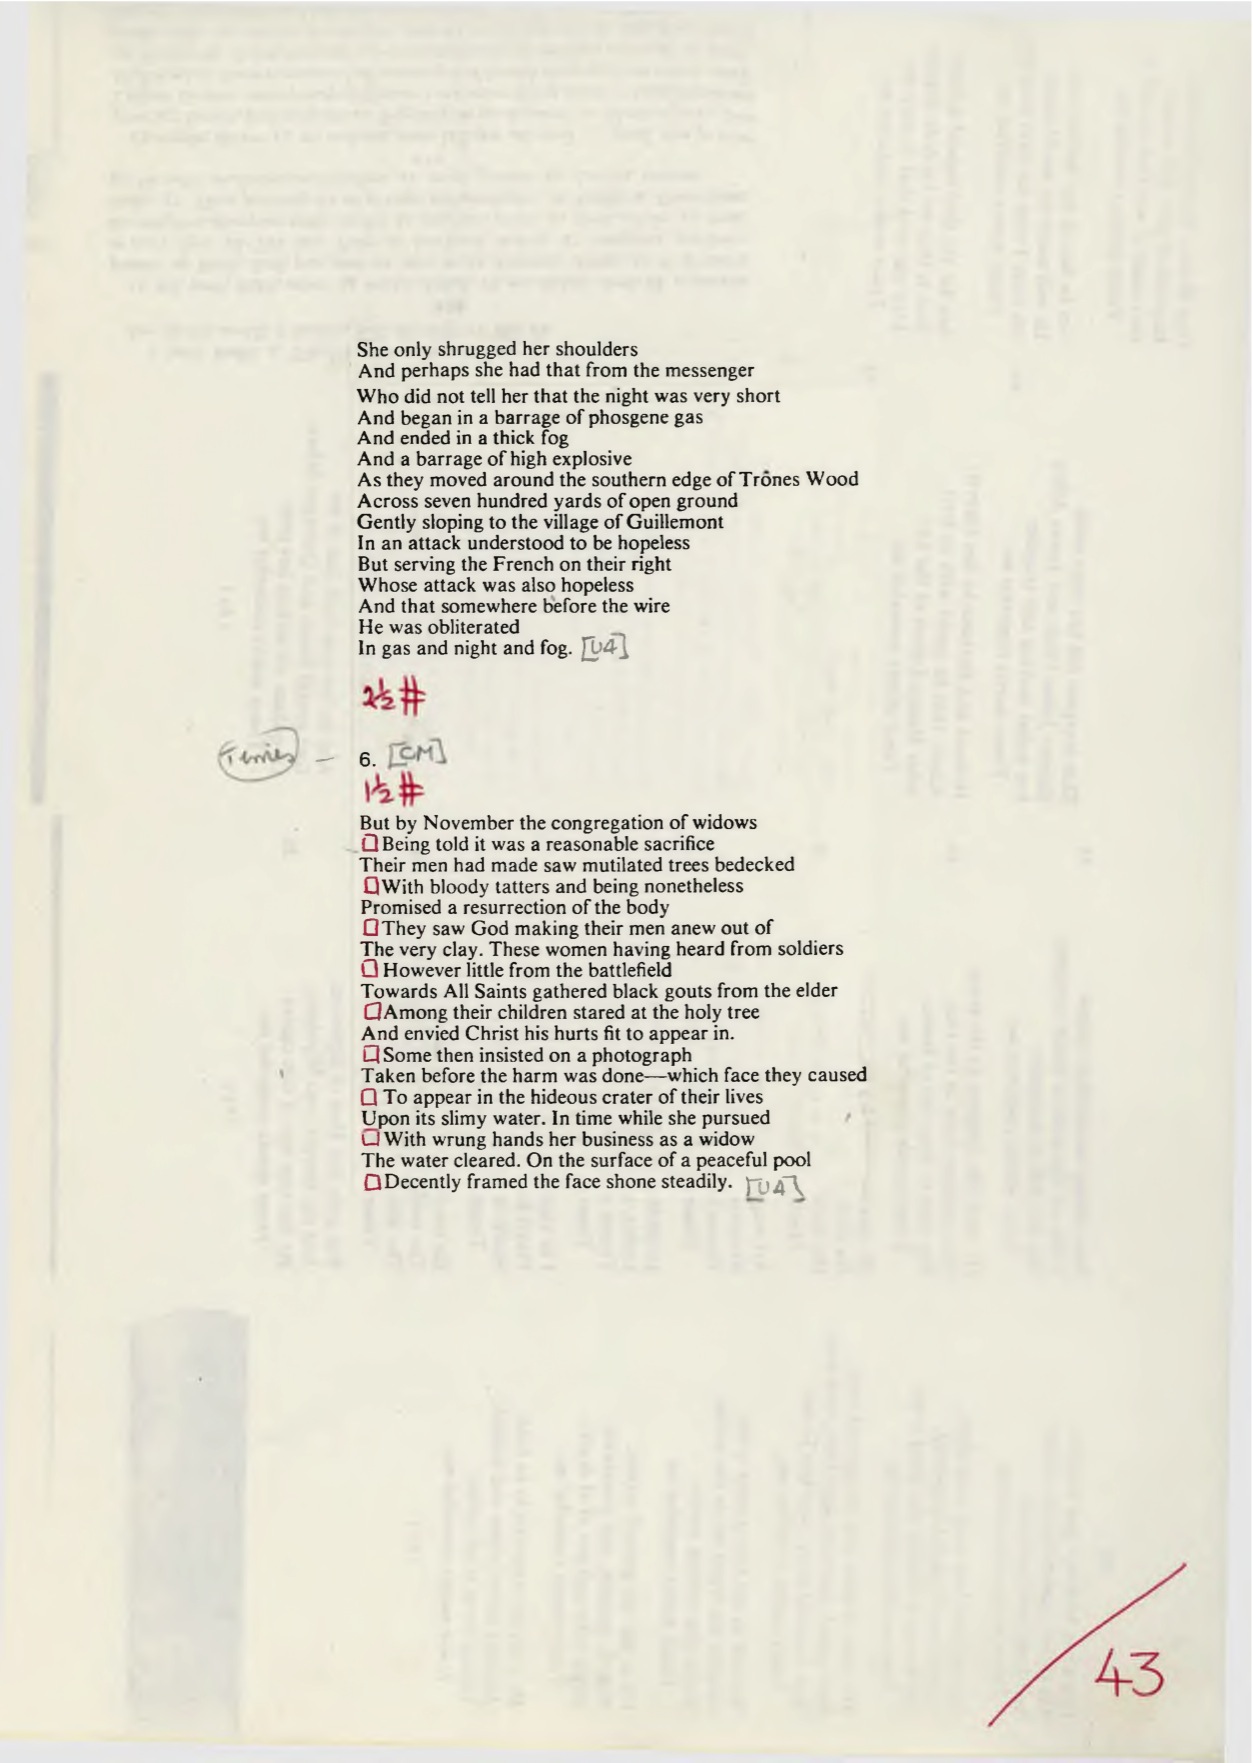 She only shrugged her shoulders
And perhaps she had that from the messenger
Who did not tell her that the night was very short
And began in a barrage of phosgene gas
And ended in a thick fog
And a barrage of high explosive
As they moved around the southern edge of Trônes Wood
Across seven hundred yards of open ground
Gently sloping to the village of Guillemont
In an attack understood to be hopeless
But serving the French on their right
Whose attack was also hopeless
And that somewhere before the wire
He was obliterated
In gas and night and fog. [U4]
2½#
6. [CM]
1½#
But by November the congregation of widows
Being told it was a reasonable sacrifice
Their men had made saw mutilated trees bedecked
With bloody tatters and being nonetheless
Promised a resurrection of the body
They saw God making their men anew out of
The very clay. These women having heard from soldiers
However little from the battlefield
Towards All Saints gathered black gouts from the elder
Among their children stared at the holy tree
And envied Christ his hurts fit to appear in.
Some then insisted on a photograph
Taken before the harm was done—which face they caused
To appear in the hideous crater of their lives
Upon its slimy water. In time while she pursued
With wrung hands her business as a widow
The water cleared. On the surface of a peaceful pool
Decently framed the face shone steadily. [U4]
43